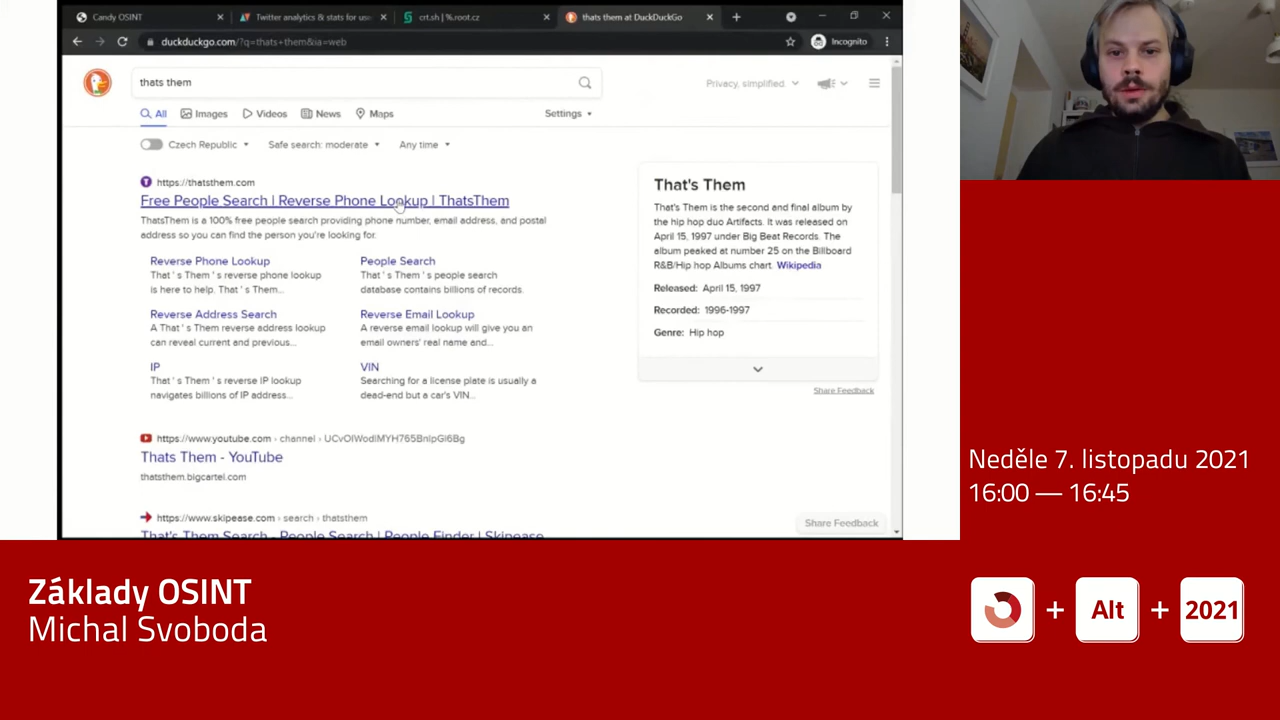 Candy OSINT
Twitter analytics & stats for use
crt.sh | %.root.cz
thats them at DuckDuckGo
duckduckgo.com/?q=thats+them&ia=web
Incognito
thats them
Privacy, simplified
All
Images
Videos
News
Maps
Settings
Czech Republic
Safe search: moderate
Any time
https://thatsthem.com
Free People Search | Reverse Phone Lookup | ThatsThem
ThatsThem is a 100% free people search providing phone number, email address, and postal
address so you can find the person you're looking for.
Reverse Phone Lookup
That ' s Them ' s reverse phone lookup
is here to help. That ' s Them...
People Search
That ' s Them ' s people search
database contains billions of records.
Reverse Address Search
A That ' s Them reverse address lookup
can reveal current and previous...
Reverse Email Lookup
A reverse email lookup will give you an
email owners' real name and...
IP
That ' s Them ' s reverse IP lookup
navigates billions of IP address...
VIN
Searching for a license plate is usually a
dead-end but a car's VIN...
https://www.youtube.com › channel ›
Thats Them - YouTube
thatsthem.bigcartel.com
https://www.skipease.com › search › thatsthem
That's Them Search - People Search | People Finder | Skipease
That's Them
That's Them is the second and final album by
the hip hop duo Artifacts. It was released on
April 15, 1997 under Big Beat Records. The
album peaked at number 25 on the Billboard
R&B/Hip hop Albums chart. Wikipedia
Released: April 15, 1997
Recorded: 1996-1997
Genre: Hip hop
Share Feedback
Share Feedback
Neděle 7. listopadu 2021
16:00 — 16:45
Základy OSINT
Michal Svoboda
+ Alt + 2021